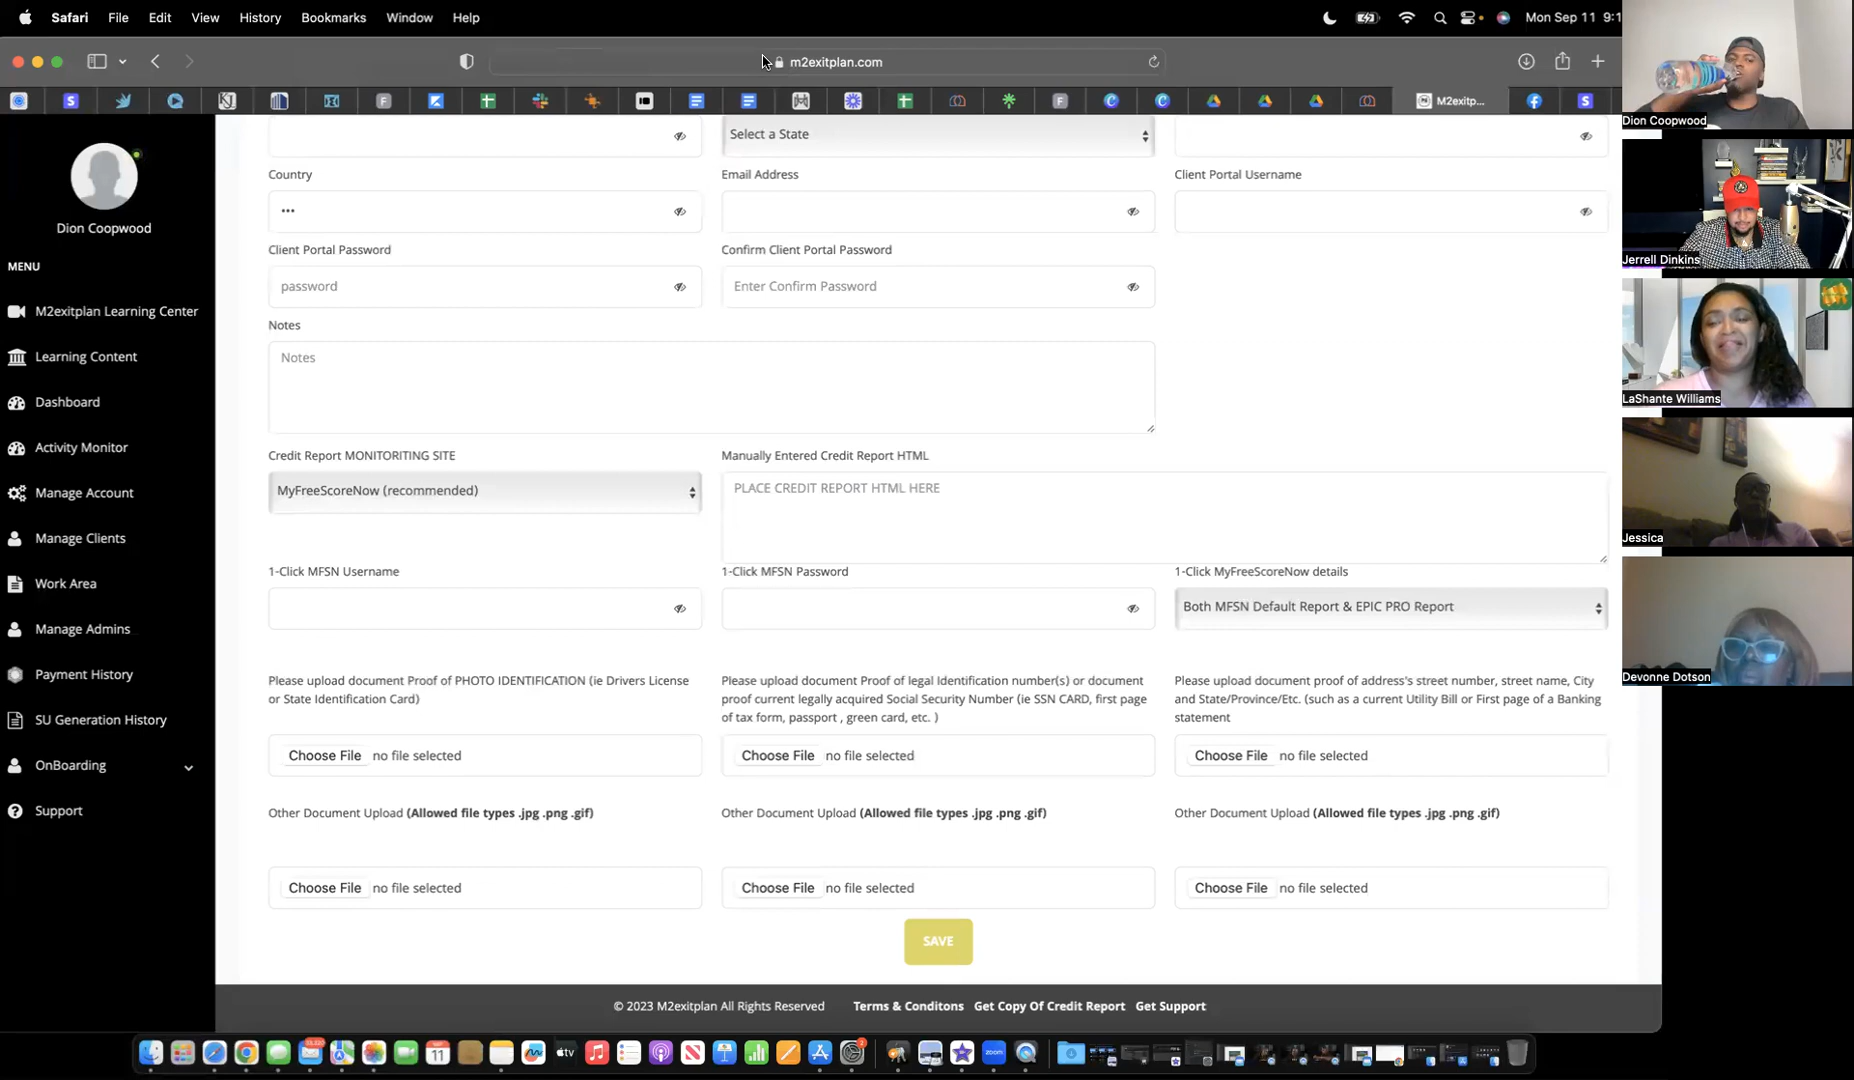 Safari File Edit View History Bookmarks Window Help Mon Sep 11 9:1
m2exitplan.com
M2exitp...
Dion Coopwood
MENU
M2exitplan Learning Center
Learning Content
Dashboard
Activity Monitor
Manage Account
Manage Clients
Work Area
Manage Admins
Payment History
SU Generation History
OnBoarding
Support
Select a State
Country Email Address Client Portal Username
•••
Client Portal Password Confirm Client Portal Password
password Enter Confirm Password
Notes
Notes
Credit Report MONITORITING SITE Manually Entered Credit Report HTML
MyFreeScoreNow (recommended) PLACE CREDIT REPORT HTML HERE
1-Click MFSN Username 1-Click MFSN Password 1-Click MyFreeScoreNow details
Both MFSN Default Report & EPIC PRO Report
Please upload document Proof of PHOTO IDENTIFICATION (ie Drivers License
or State Identification Card)
Please upload document Proof of legal Identification number(s) or document
proof current legally acquired Social Security Number (ie SSN CARD, first page
of tax form, passport , green card, etc. )
Please upload document proof of address's street number, street name, City
and State/Province/Etc. (such as a current Utility Bill or First page of a Banking
statement
Choose File no file selected Choose File no file selected Choose File no file selected
Other Document Upload (Allowed file types .jpg .png .gif) Other Document Upload (Allowed file types .jpg .png .gif) Other Document Upload (Allowed file types .jpg .png .gif)
Choose File no file selected Choose File no file selected Choose File no file selected
SAVE
© 2023 M2exitplan All Rights Reserved Terms & Conditons Get Copy Of Credit Report Get Support
Dion Coopwood
Jerrell Dinkins
LaShante Williams
Jessica
Devonne Dotson
11
tv
zoom